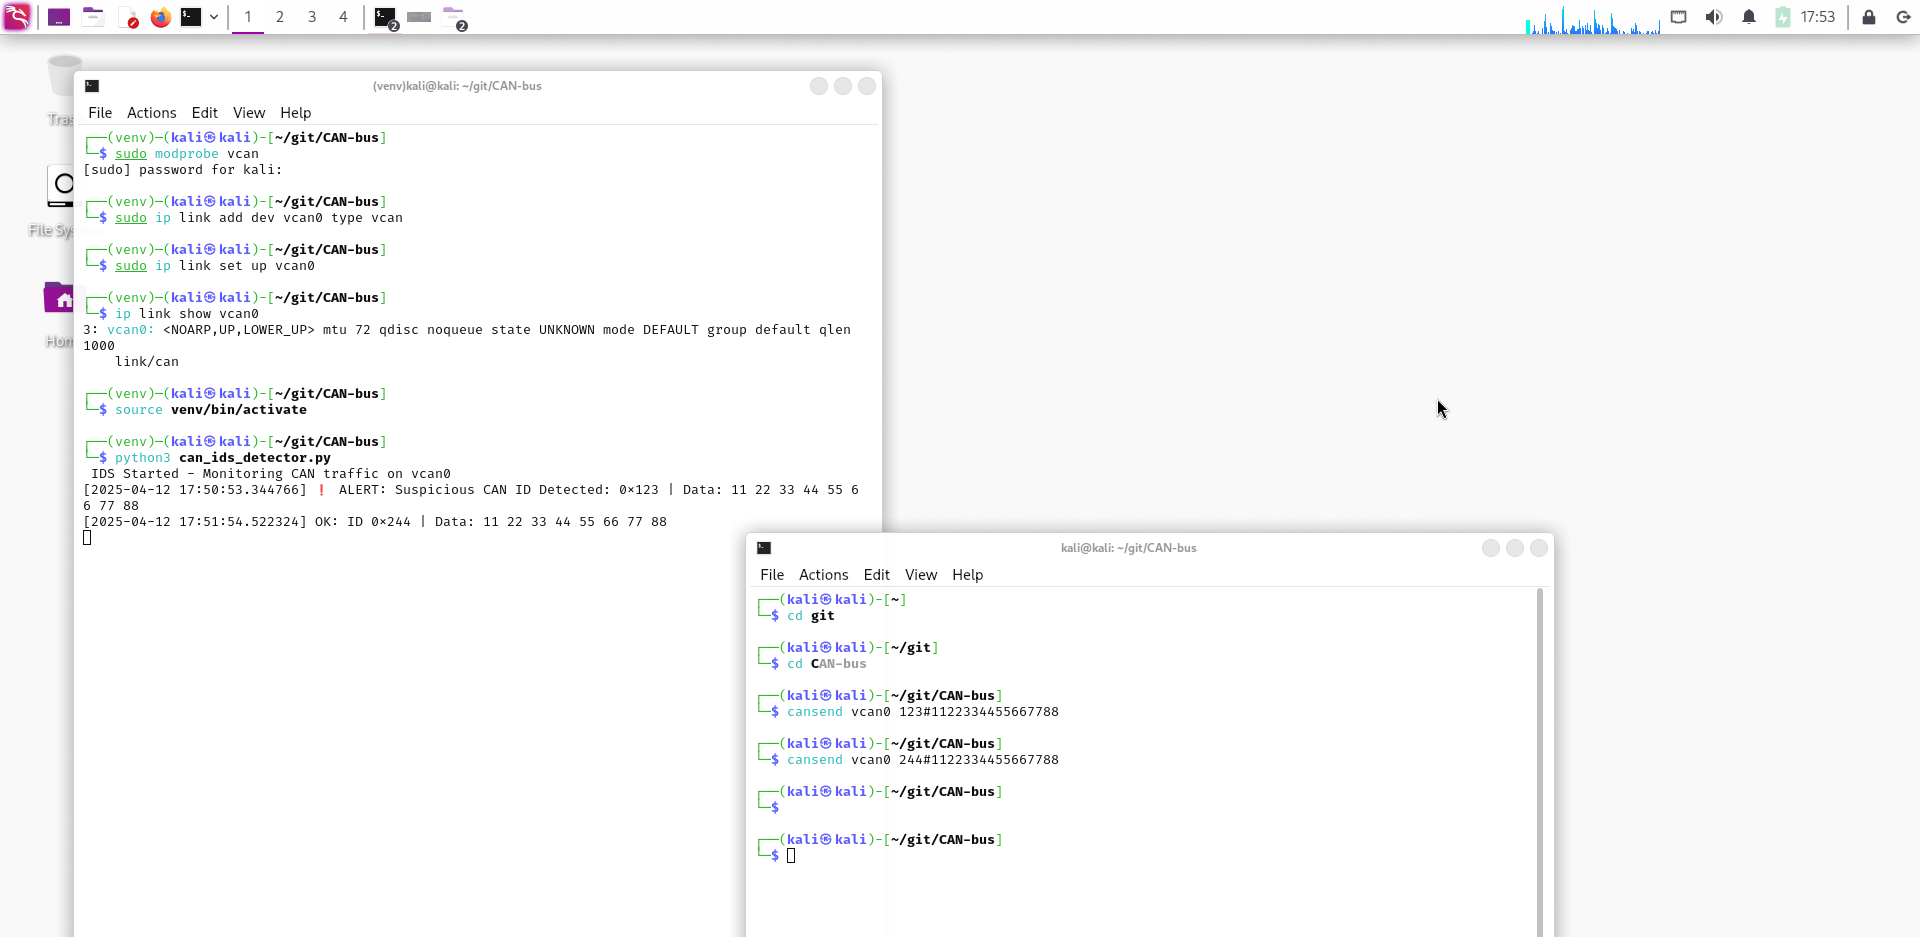 1 2 3 4 2 2 17:53
Tras
File Sys
Hom
(venv)kali@kali: ~/git/CAN-bus
File Actions Edit View Help
┌──(venv)─(kali㉿kali)-[~/git/CAN-bus]
└─$ sudo modprobe vcan
[sudo] password for kali:
┌──(venv)─(kali㉿kali)-[~/git/CAN-bus]
└─$ sudo ip link add dev vcan0 type vcan
┌──(venv)─(kali㉿kali)-[~/git/CAN-bus]
└─$ sudo ip link set up vcan0
┌──(venv)─(kali㉿kali)-[~/git/CAN-bus]
└─$ ip link show vcan0
3: vcan0: <NOARP,UP,LOWER_UP> mtu 72 qdisc noqueue state UNKNOWN mode DEFAULT group default qlen
1000
link/can
┌──(venv)─(kali㉿kali)-[~/git/CAN-bus]
└─$ source venv/bin/activate
┌──(venv)─(kali㉿kali)-[~/git/CAN-bus]
└─$ python3 can_ids_detector.py
IDS Started - Monitoring CAN traffic on vcan0
[2025-04-12 17:50:53.344766] ❗ ALERT: Suspicious CAN ID Detected: 0×123 | Data: 11 22 33 44 55 6
6 77 88
[2025-04-12 17:51:54.522324] OK: ID 0×244 | Data: 11 22 33 44 55 66 77 88
kali@kali: ~/git/CAN-bus
File Actions Edit View Help
┌──(kali㉿kali)-[~]
└─$ cd git
┌──(kali㉿kali)-[~/git]
└─$ cd CAN-bus
┌──(kali㉿kali)-[~/git/CAN-bus]
└─$ cansend vcan0 123#1122334455667788
┌──(kali㉿kali)-[~/git/CAN-bus]
└─$ cansend vcan0 244#1122334455667788
┌──(kali㉿kali)-[~/git/CAN-bus]
└─$
┌──(kali㉿kali)-[~/git/CAN-bus]
└─$